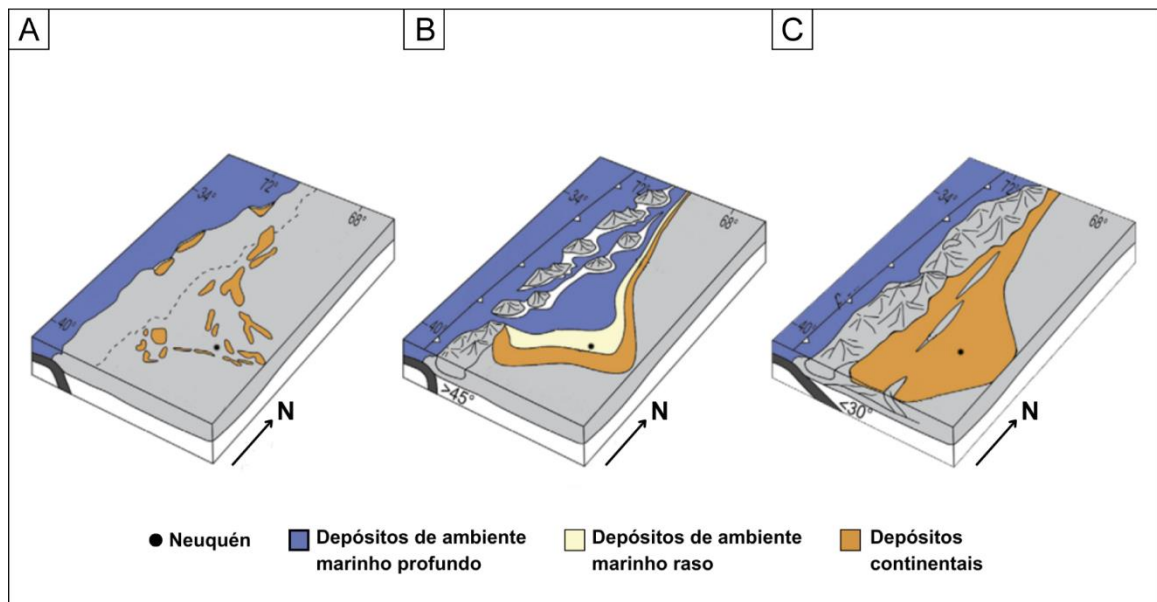 A
B
C
72°
34°
68°
40°
N
72°
34°
68°
40°
>45°
N
72°
34°
68°
40°
<30°
N
Neuquén
Depósitos de ambiente
marinho profundo
Depósitos de ambiente
marinho raso
Depósitos
continentais